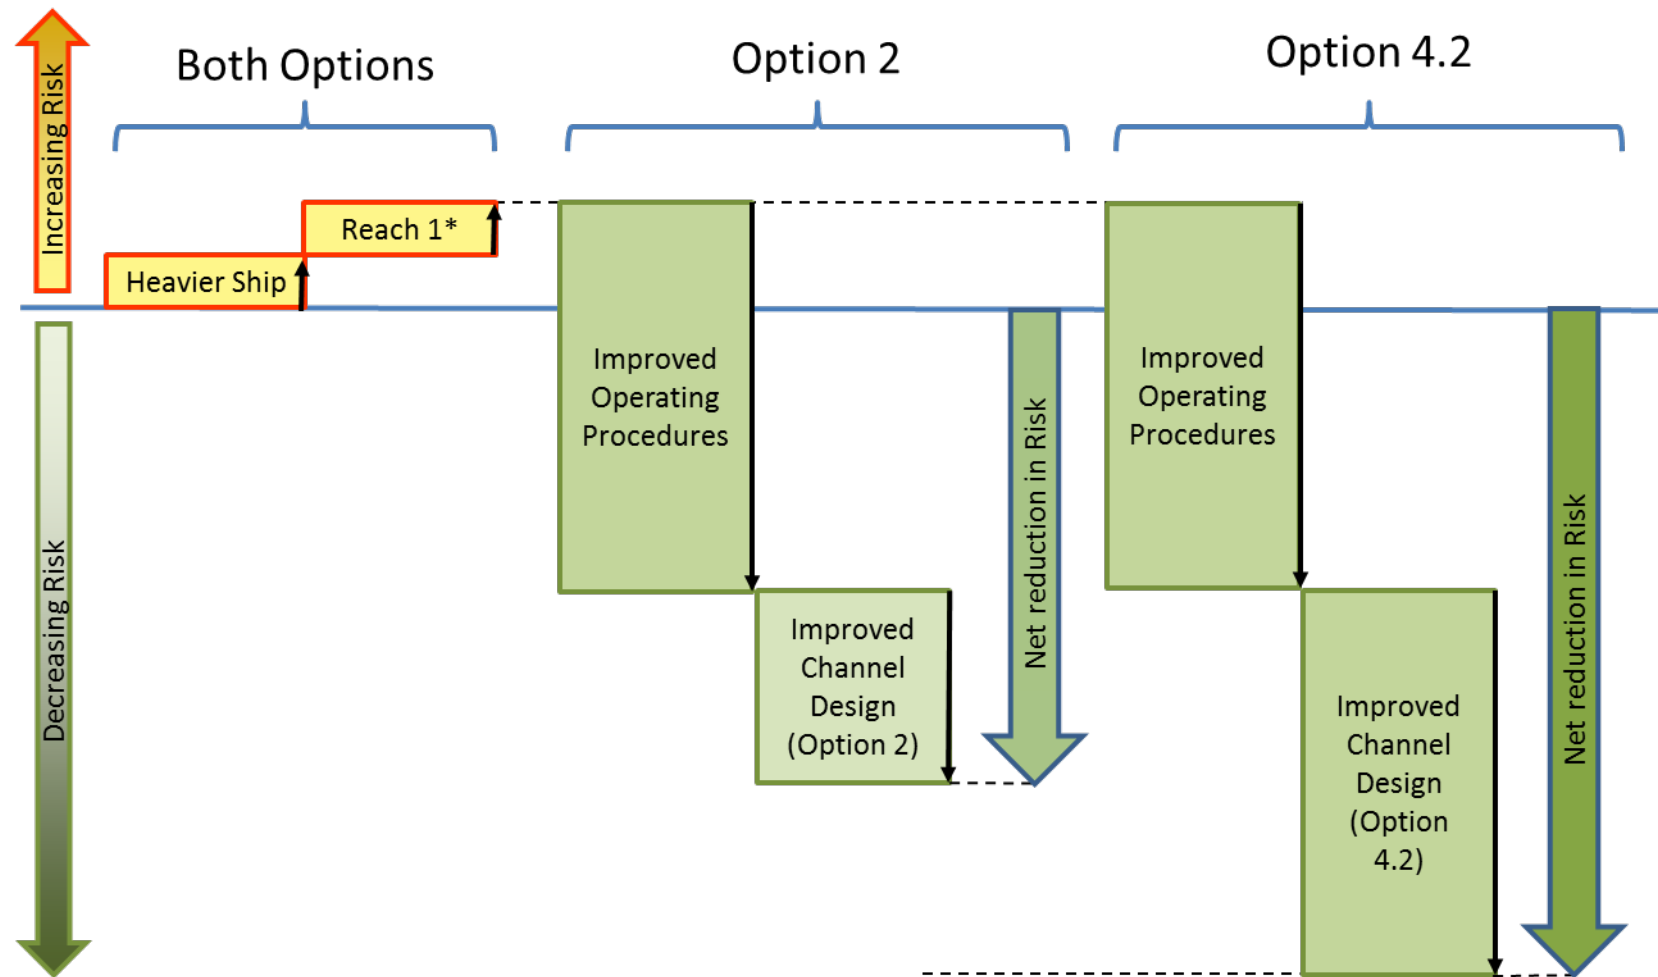 Increasing Risk
Decreasing Risk
Both Options
Heavier Ship
Reach 1*
Option 2
Improved
Operating
Procedures
Improved
Channel
Design
(Option 2)
Net reduction in Risk
Option 4.2
Improved
Operating
Procedures
Improved
Channel
Design
(Option
4.2)
Net reduction in Risk